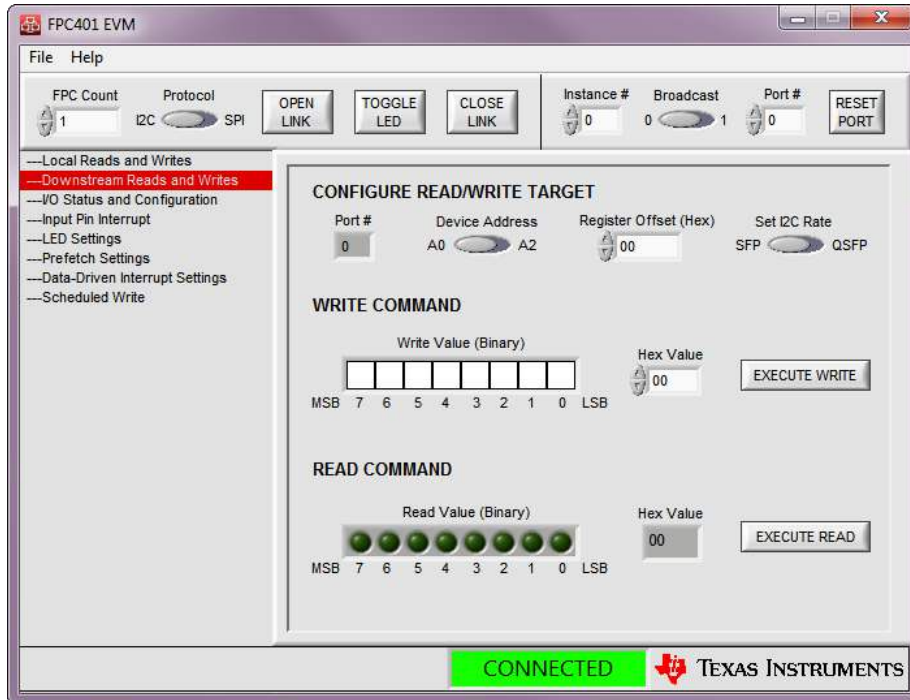 FPC401 EVM
File Help
FPC Count Protocol OPEN LINK TOGGLE LED CLOSE LINK Instance # Broadcast Port # RESET PORT
1 I2C SPI 0 0 1 0
---Local Reads and Writes
---Downstream Reads and Writes
---I/O Status and Configuration
---Input Pin Interrupt
---LED Settings
---Prefetch Settings
---Data-Driven Interrupt Settings
---Scheduled Write
CONFIGURE READ/WRITE TARGET
Port # Device Address Register Offset (Hex) Set I2C Rate
0 A0 A2 00 SFP QSFP
WRITE COMMAND
Write Value (Binary) Hex Value
00 EXECUTE WRITE
MSB 7 6 5 4 3 2 1 0 LSB
READ COMMAND
Read Value (Binary) Hex Value
00 EXECUTE READ
MSB 7 6 5 4 3 2 1 0 LSB
CONNECTED TEXAS INSTRUMENTS